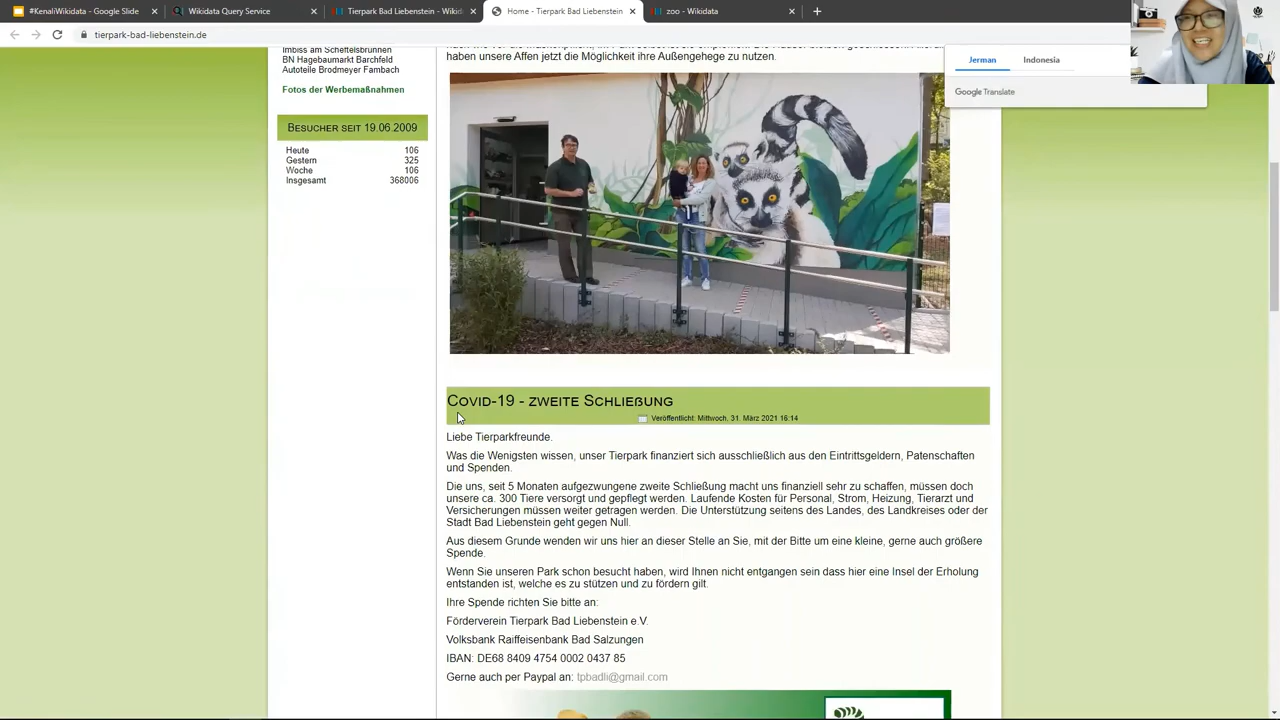 #KenaliWikidata - Google Slide
Wikidata Query Service
Tierpark Bad Liebenstein - Wikid
Home - Tierpark Bad Liebenstein
zoo - Wikidata
tierpark-bad-liebenstein.de
Jerman
Indonesia
Google Translate
Imbiss am Scheffelsbrunnen
BN Hagebaumarkt Barchfeld
Autoteile Brodmeyer Fambach
Fotos der Werbemaßnahmen
Besucher seit 19.06.2009
Heute 106
Gestern 325
Woche 106
Insgesamt 368006
haben unsere Affen jetzt die Möglichkeit ihre Außengehege zu nutzen.
Covid-19 - zweite Schließung
Veröffentlicht: Mittwoch, 31. März 2021 16:14
Liebe Tierparkfreunde.
Was die Wenigsten wissen, unser Tierpark finanziert sich ausschließlich aus den Eintrittsgeldern, Patenschaften
und Spenden.
Die uns, seit 5 Monaten aufgezwungene zweite Schließung macht uns finanziell sehr zu schaffen, müssen doch
unsere ca. 300 Tiere versorgt und gepflegt werden. Laufende Kosten für Personal, Strom, Heizung, Tierarzt und
Versicherungen müssen weiter getragen werden. Die Unterstützung seitens des Landes, des Landkreises oder der
Stadt Bad Liebenstein geht gegen Null.
Aus diesem Grunde wenden wir uns hier an dieser Stelle an Sie, mit der Bitte um eine kleine, gerne auch größere
Spende.
Wenn Sie unseren Park schon besucht haben, wird Ihnen nicht entgangen sein dass hier eine Insel der Erholung
entstanden ist, welche es zu stützen und zu fördern gilt.
Ihre Spende richten Sie bitte an:
Förderverein Tierpark Bad Liebenstein e.V.
Volksbank Raiffeisenbank Bad Salzungen
IBAN: DE68 8409 4754 0002 0437 85
Gerne auch per Paypal an: tpbadli@gmail.com